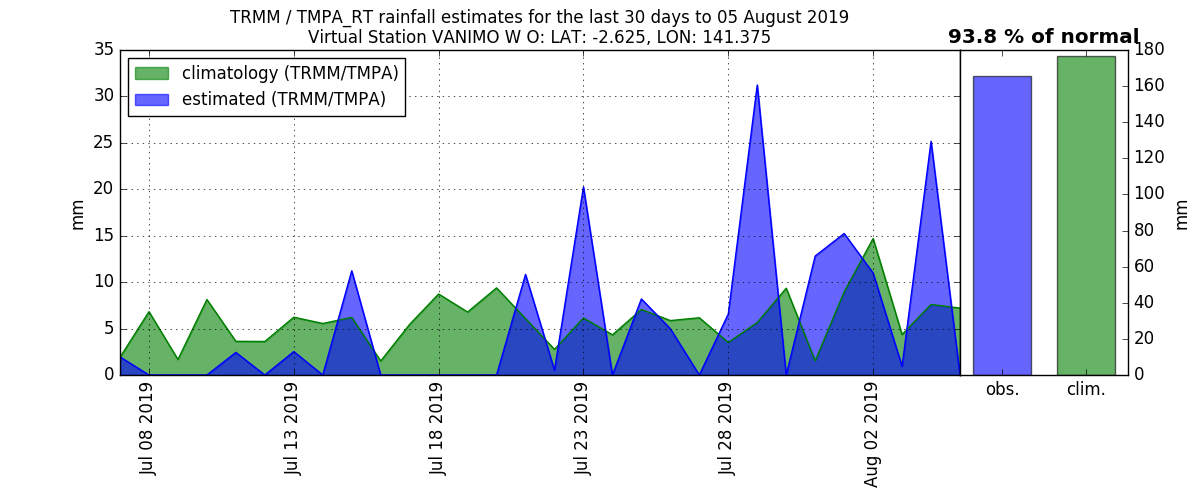 TRMM / TMPA_RT rainfall estimates for the last 30 days to 05 August 2019
Virtual Station VANIMO W O: LAT: -2.625, LON: 141.375
93.8 % of normal
climatology (TRMM/TMPA)
estimated (TRMM/TMPA)
mm
35
30
25
20
15
10
5
0
Jul 08 2019
Jul 13 2019
Jul 18 2019
Jul 23 2019
Jul 28 2019
Aug 02 2019
obs.
clim.
180
160
140
120
100
80
60
40
20
0
mm